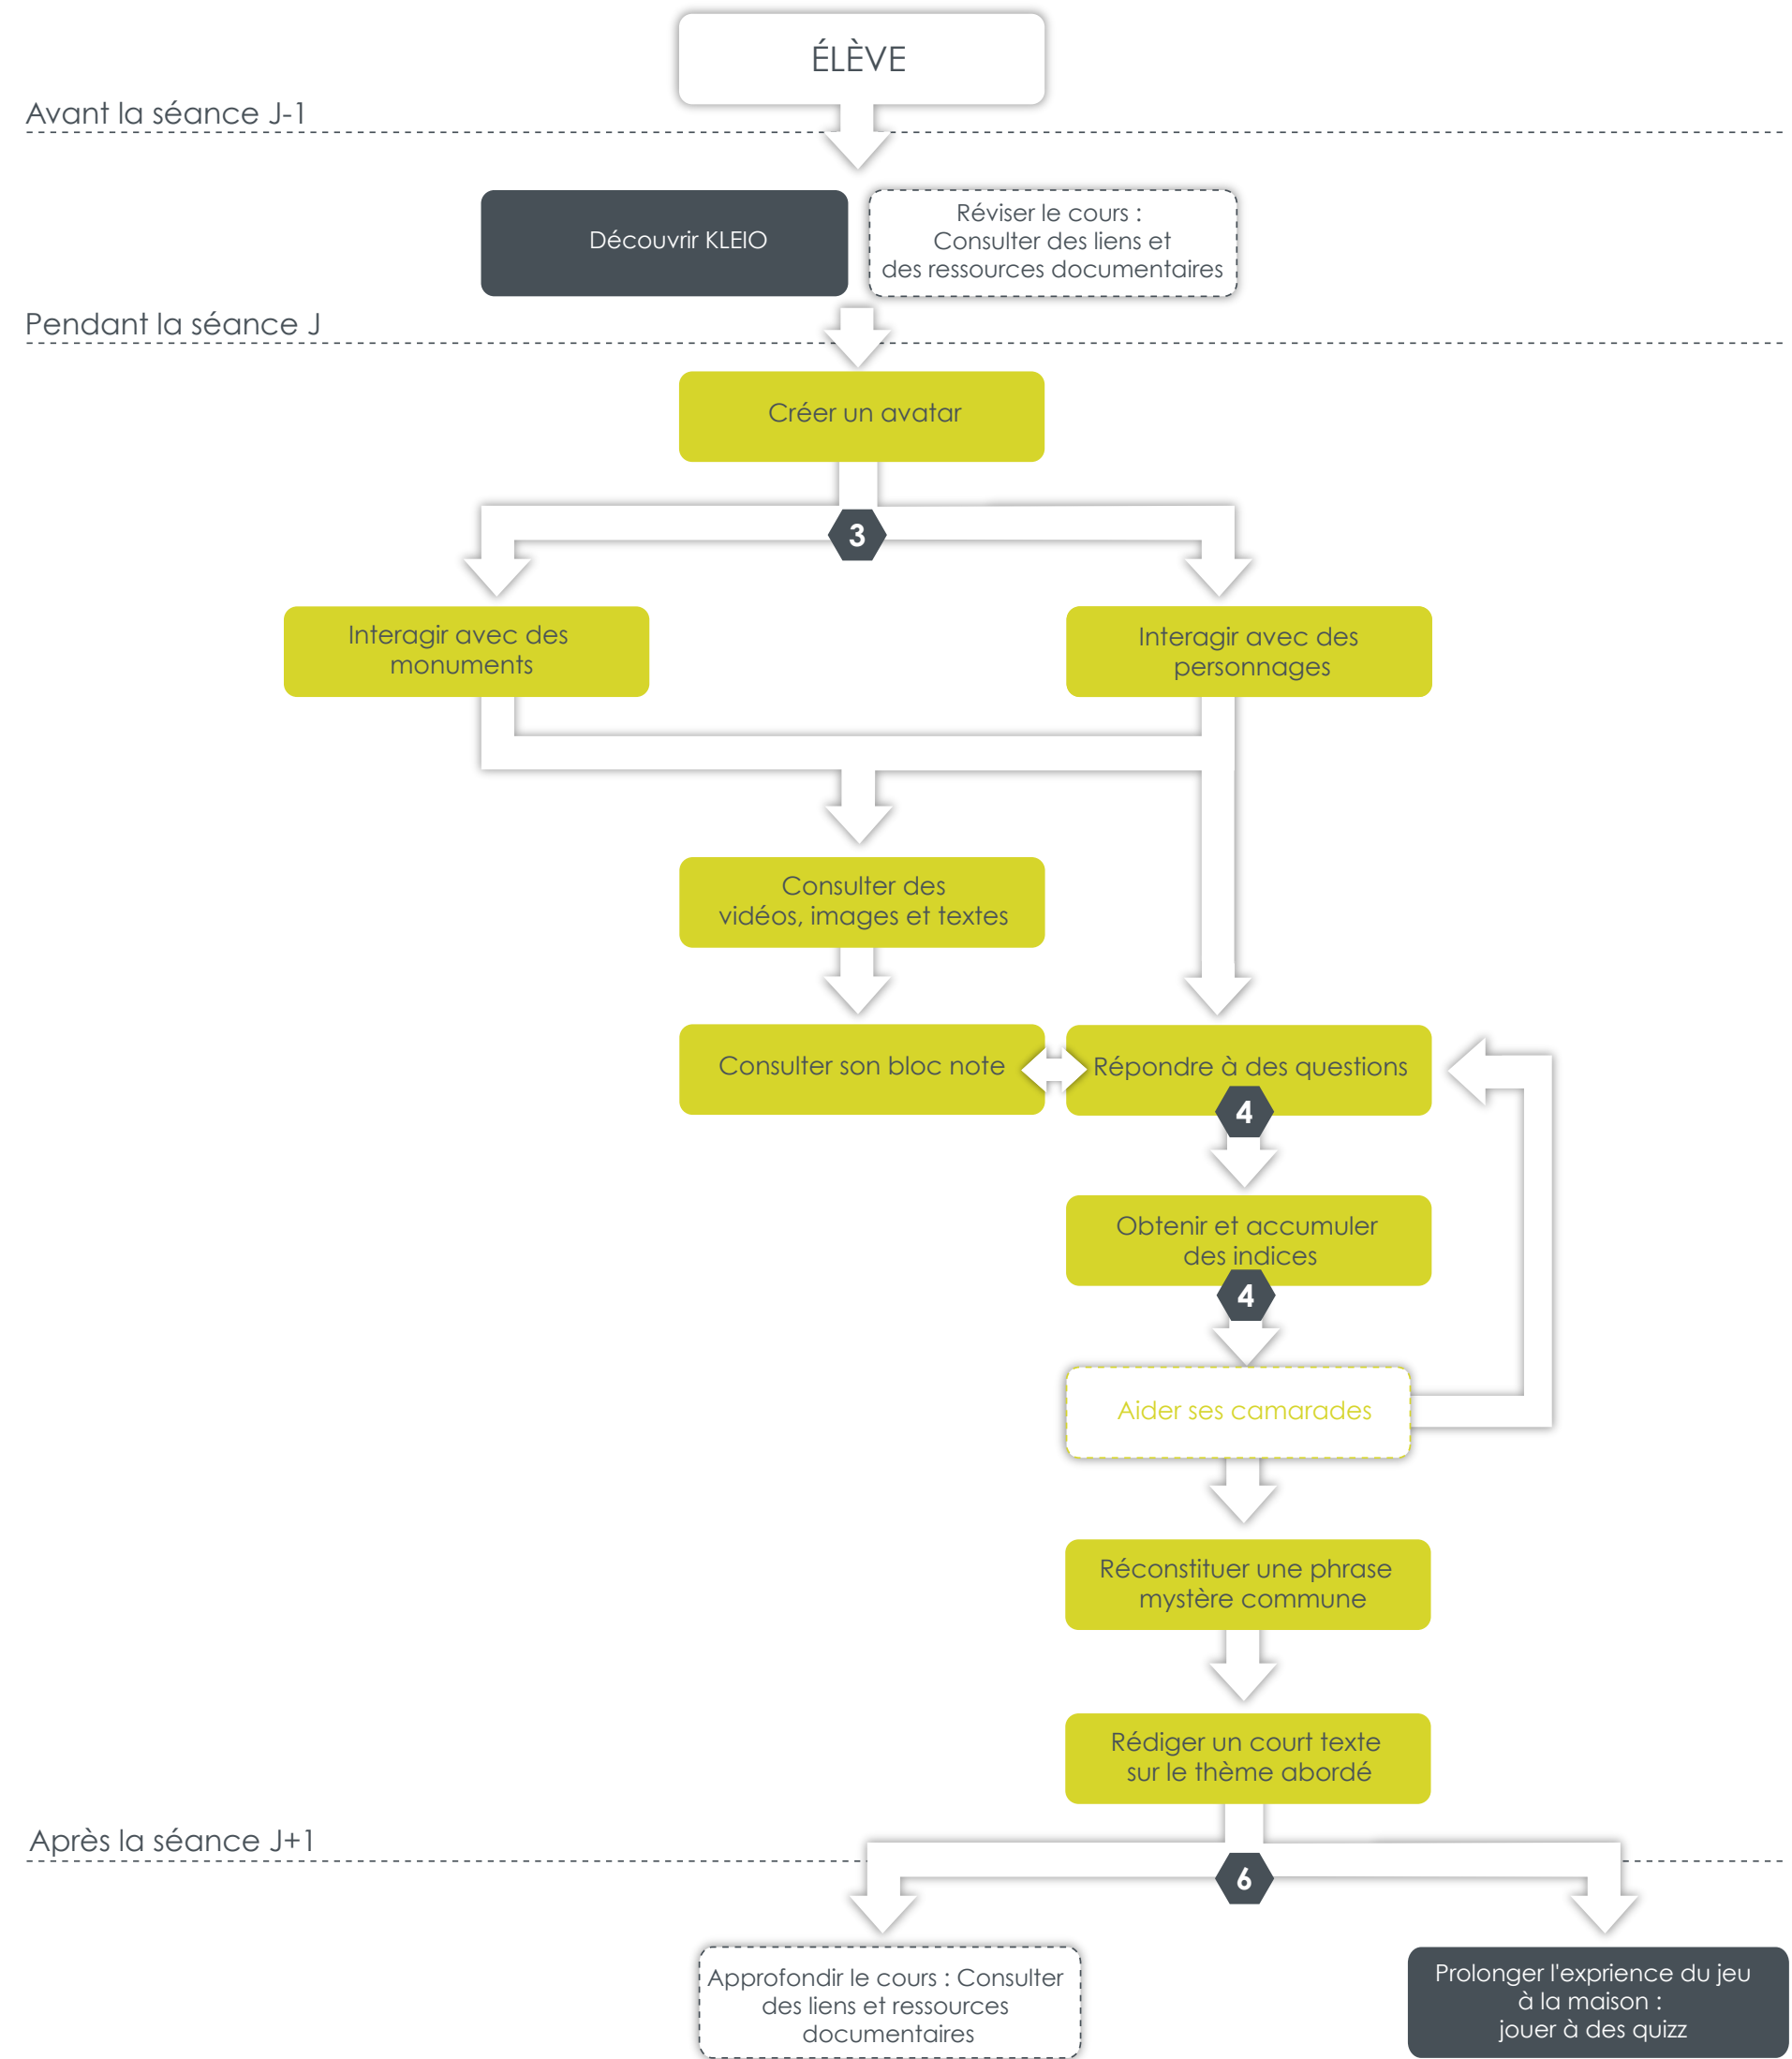 ÉLÈVE
Avant la séance J-1
Découvrir KLEIO
Réviser le cours :
Consulter des liens et
des ressources documentaires
Pendant la séance J
Créer un avatar
3
Interagir avec des
monuments
Interagir avec des
personnages
Consulter des
vidéos, images et textes
Consulter son bloc note
Répondre à des questions
4
Obtenir et accumuler
des indices
4
Aider ses camarades
Réconstituer une phrase
mystère commune
Rédiger un court texte
sur le thème abordé
Après la séance J+1
6
Approfondir le cours : Consulter
des liens et ressources
documentaires
Prolonger l'exprience du jeu
à la maison :
jouer à des quizz